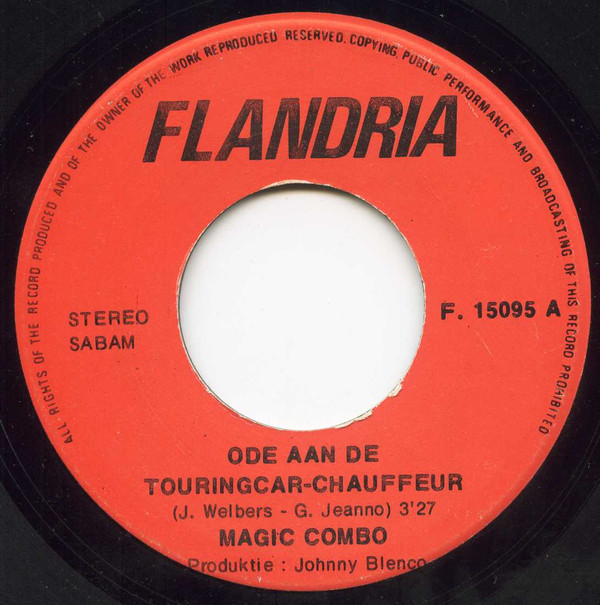 ALL RIGHTS OF THE RECORD PRODUCED AND OF THE OWNER OF THE WORK REPRODUCED RESERVED. COPYING, PUBLIC PERFORMANCE AND BROADCASTING OF THIS RECORD PROHIBITED
FLANDRIA
STEREO
SABAM
F. 15095 A
ODE AAN DE
TOURINGCAR-CHAUFFEUR
(J. Welbers - G. Jeanno) 3'27
MAGIC COMBO
Produktie : Johnny Blenco